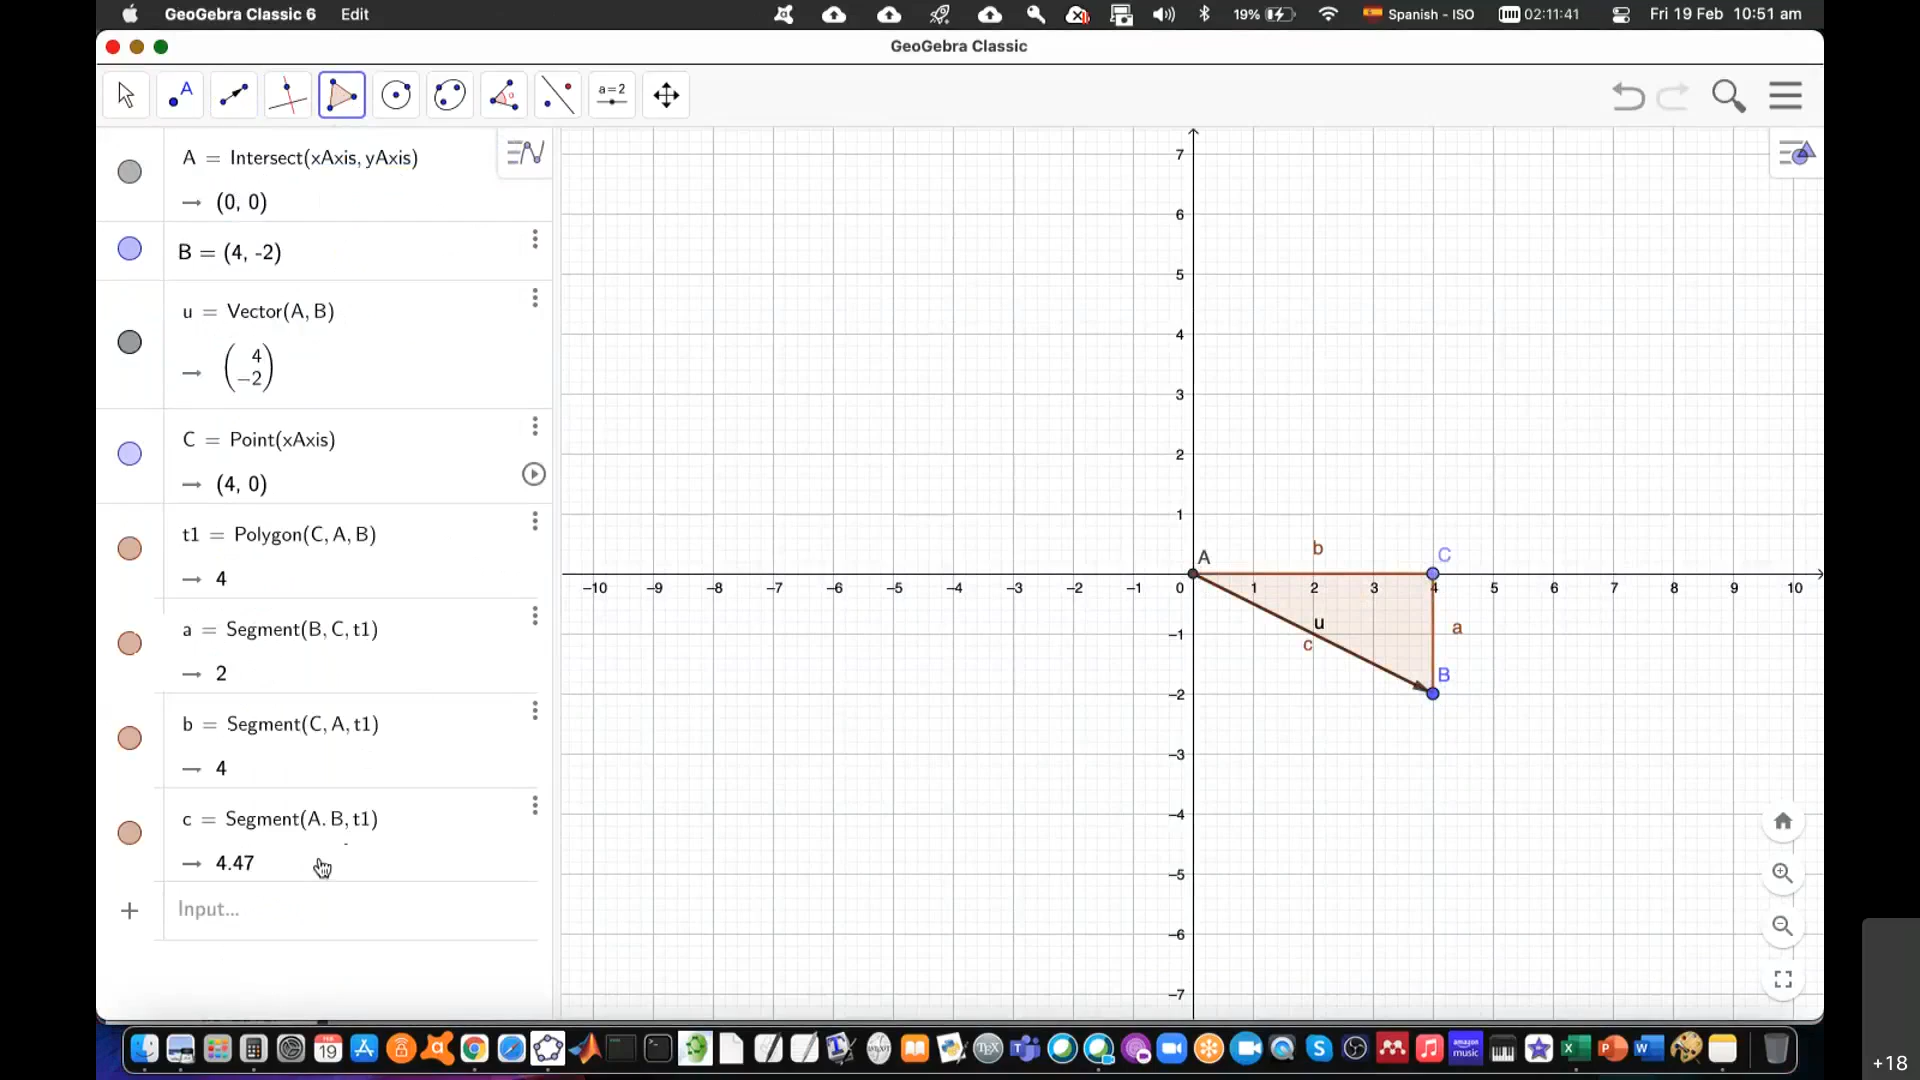 GeoGebra Classic 6 Edit 19% Spanish - ISO 02:11:41 Fri 19 Feb 10:51 am
GeoGebra Classic
A a=2
A = Intersect(xAxis, yAxis)
→ (0, 0)
B = (4, -2)
u = Vector(A, B)
→ ( 4
−2 )
C = Point(xAxis)
→ (4, 0)
t1 = Polygon(C, A, B)
→ 4
a = Segment(B, C, t1)
→ 2
b = Segment(C, A, t1)
→ 4
c = Segment(A. B, t1)
→ 4.47
+ Input...
7
6
5
4
3
2
1
A b C
−10 −9 −8 −7 −6 −5 −4 −3 −2 −1 0 1 2 3 4 5 6 7 8 9 10
u a
−1
c
B
−2
−3
−4
−5
−6
−7
19
TEX
amazon
music
+18